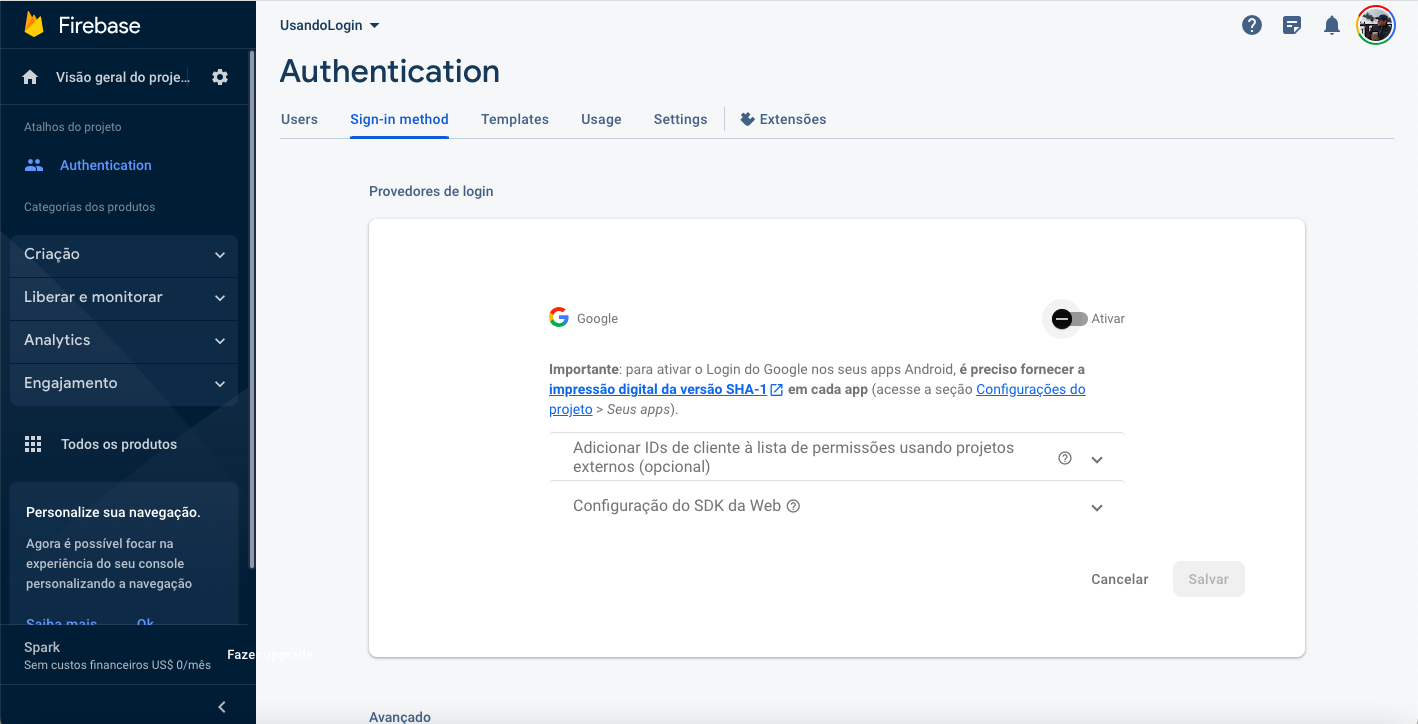 Firebase
UsandoLogin
Visão geral do proje...
Authentication
Users
Sign-in method
Templates
Usage
Settings
Extensões
Atalhos do projeto
Authentication
Categorias dos produtos
Criação
Liberar e monitorar
Analytics
Engajamento
Todos os produtos
Personalize sua navegação.
Agora é possível focar na
experiência do seu console
personalizando a navegação
Saiba mais
Ok
Spark
Sem custos financeiros US$ 0/mês
Fazer upgrade
Provedores de login
Google
Ativar
Importante: para ativar o Login do Google nos seus apps Android, é preciso fornecer a
impressão digital da versão SHA-1 em cada app (acesse a seção Configurações do
projeto > Seus apps).
Adicionar IDs de cliente à lista de permissões usando projetos
externos (opcional)
Configuração do SDK da Web
Cancelar
Salvar
Avançado